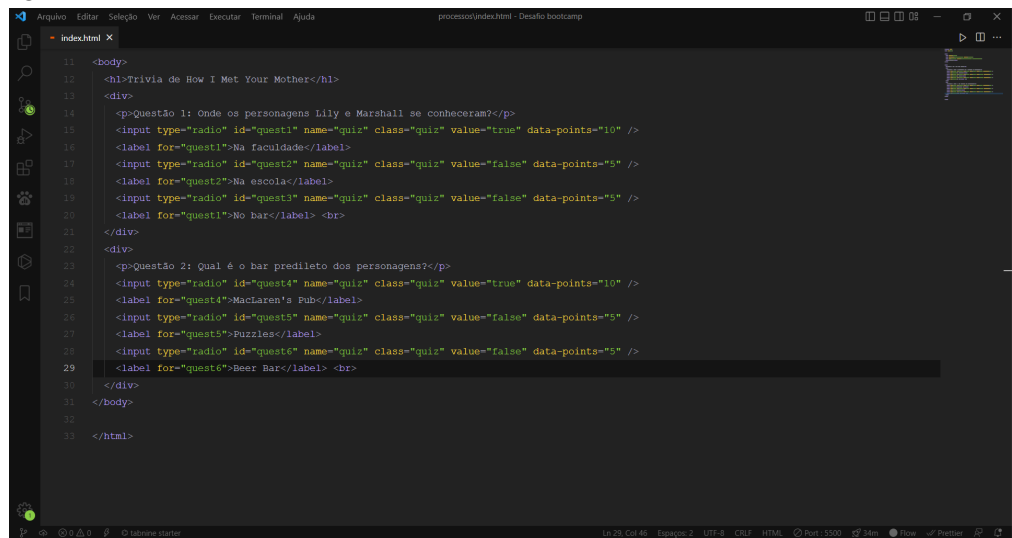 Arquivo Editar Seleção Ver Acessar Executar Terminal Ajuda processos\index.html - Desafio bootcamp
index.html
11 <body>
12 <h1>Trivia de How I Met Your Mother</h1>
13 <div>
14 <p>Questão 1: Onde os personagens Lily e Marshall se conheceram?</p>
15 <input type="radio" id="quest1" name="quiz" class="quiz" value="true" data-points="10" />
16 <label for="quest1">Na faculdade</label>
17 <input type="radio" id="quest2" name="quiz" class="quiz" value="false" data-points="5" />
18 <label for="quest2">Na escola</label>
19 <input type="radio" id="quest3" name="quiz" class="quiz" value="false" data-points="5" />
20 <label for="quest1">No bar</label> <br>
21 </div>
22 <div>
23 <p>Questão 2: Qual é o bar predileto dos personagens?</p>
24 <input type="radio" id="quest4" name="quiz" class="quiz" value="true" data-points="10" />
25 <label for="quest4">MacLaren's Pub</label>
26 <input type="radio" id="quest5" name="quiz" class="quiz" value="false" data-points="5" />
27 <label for="quest5">Puzzles</label>
28 <input type="radio" id="quest6" name="quiz" class="quiz" value="false" data-points="5" />
29 <label for="quest6">Beer Bar</label> <br>
30 </div>
31 </body>
32
33 </html>
0 0 tabnine starter Ln 29, Col 46 Espaços: 2 UTF-8 CRLF HTML Port : 5500 34m Flow Prettier